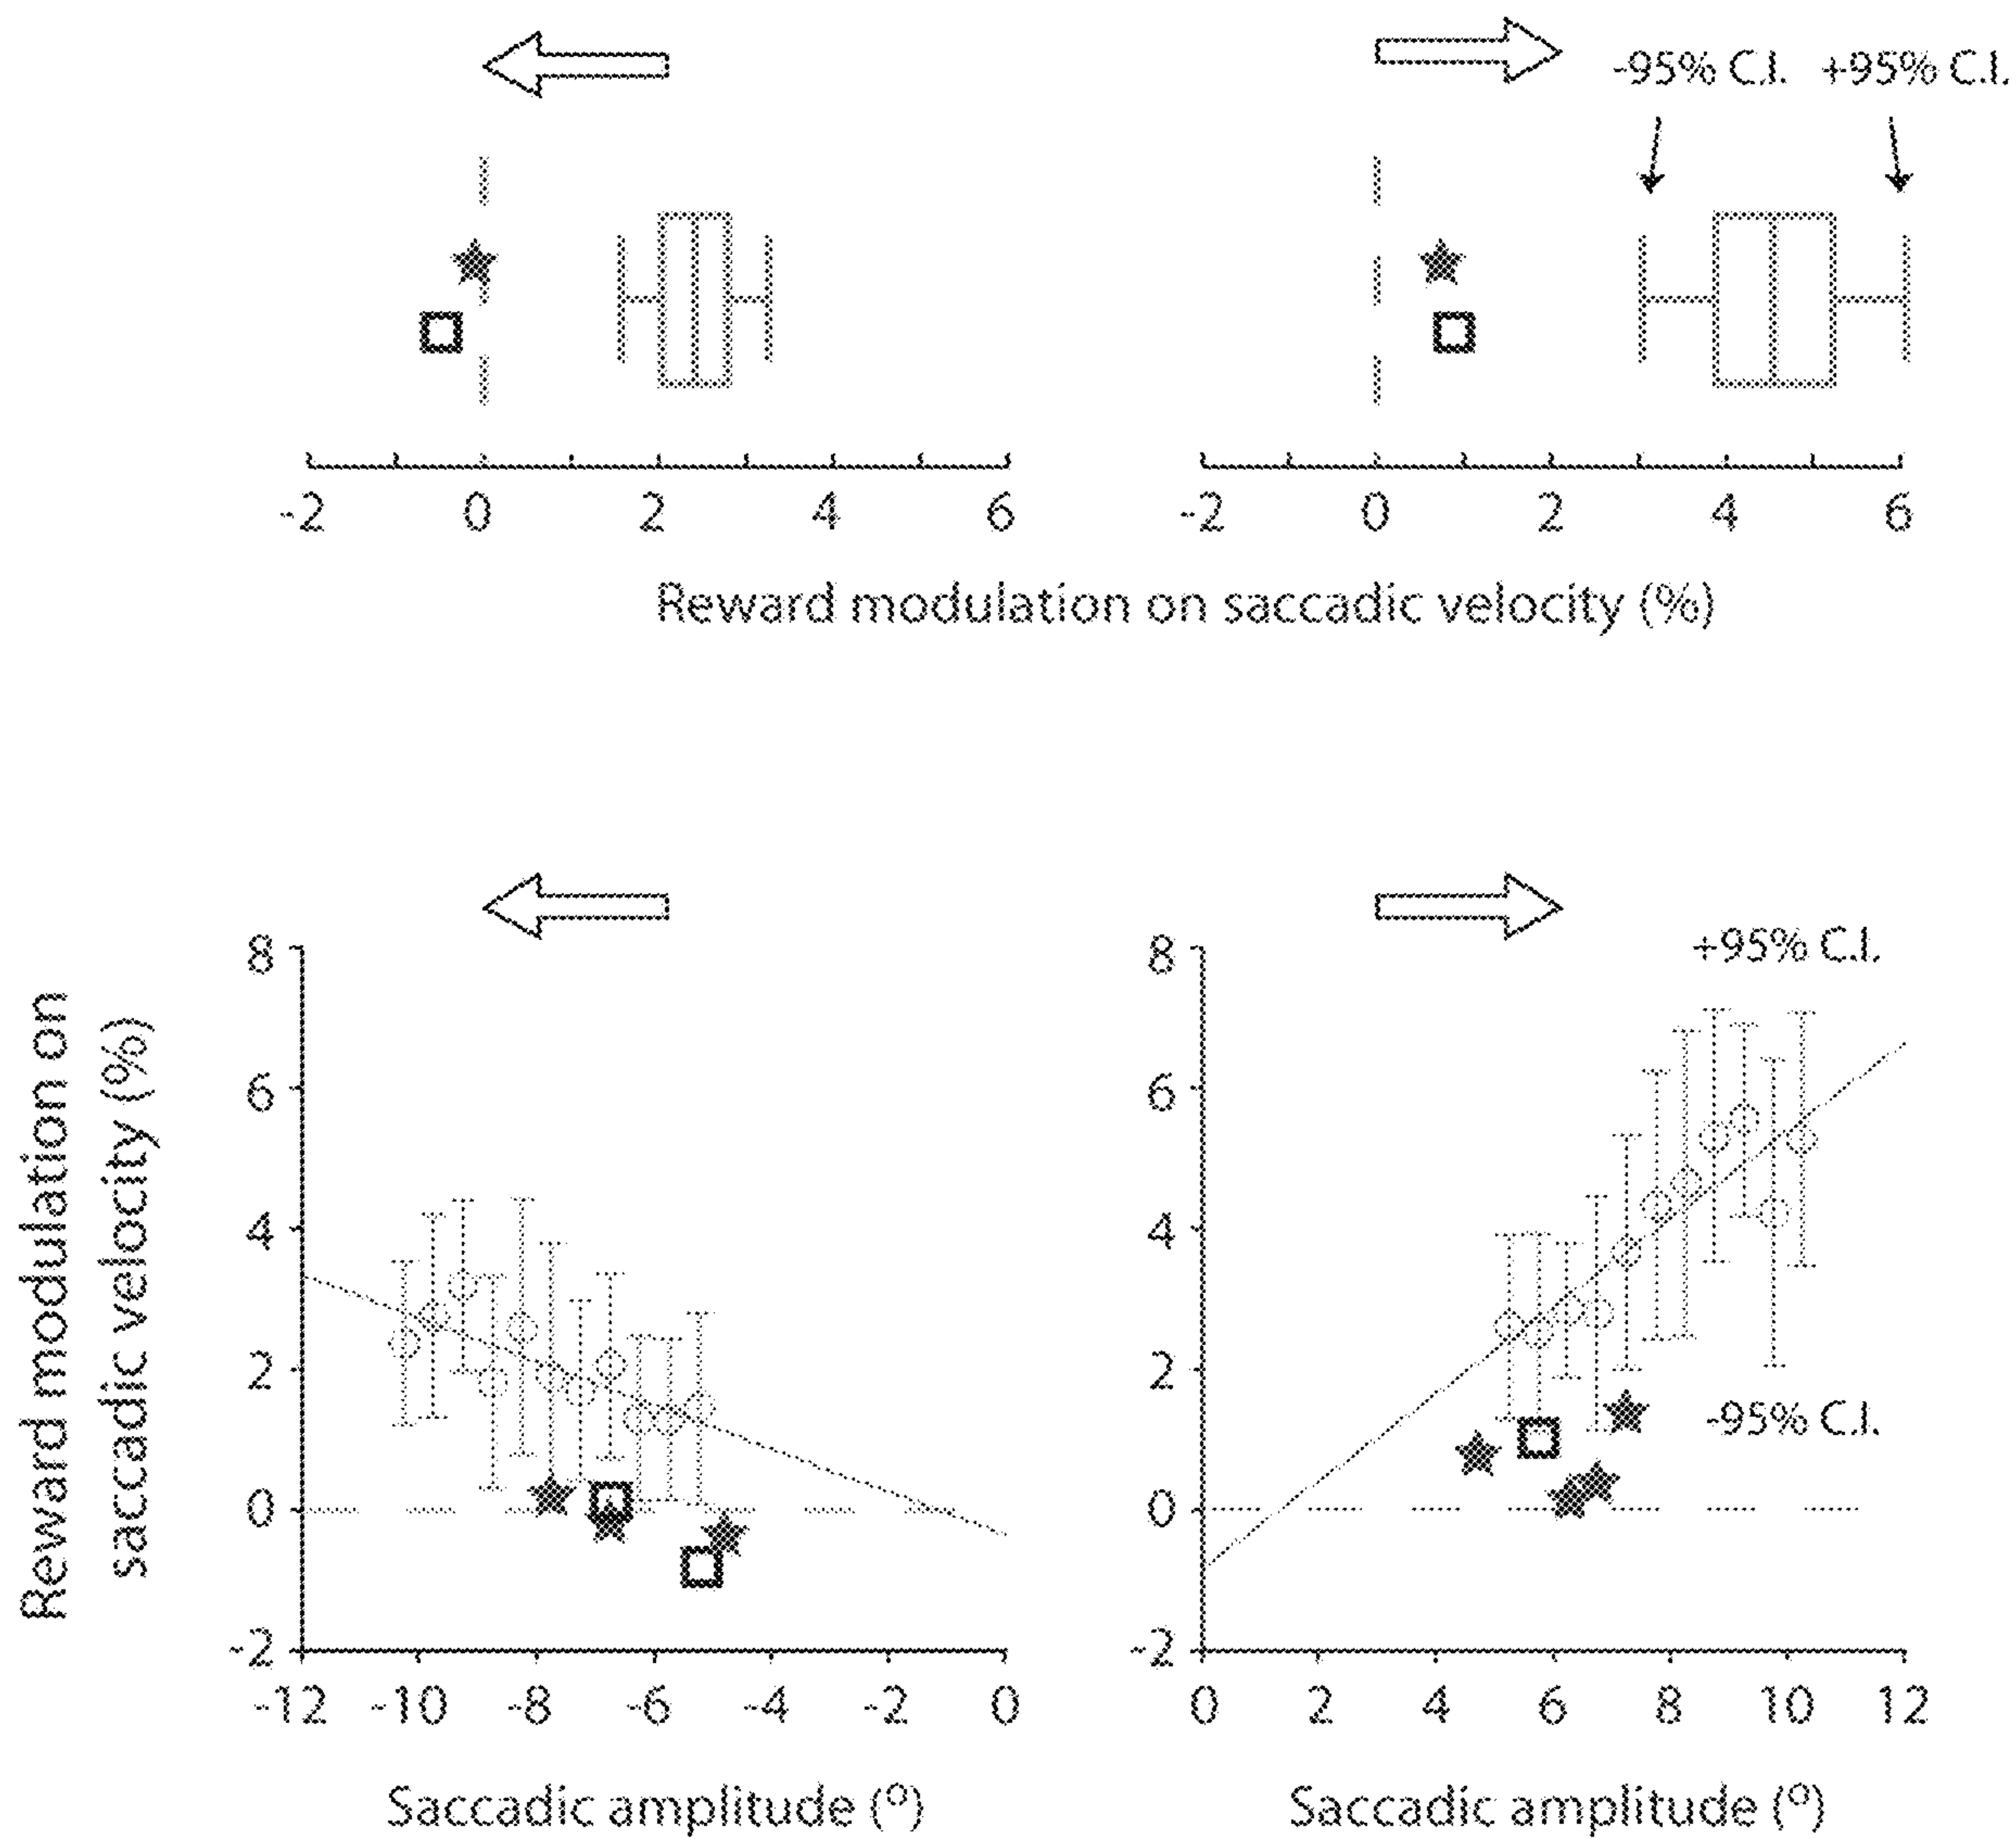 -95% C.I. +95% C.I.
-2 0 2 4 6 -2 0 2 4 6
Reward modulation on saccadic velocity (%)
Reward modulation on
saccadic velocity (%)
8
6
4
2
0
-2
-12 -10 -8 -6 -4 -2 0
Saccadic amplitude (º)
+95% C.I.
-95% C.I.
8
6
4
2
0
-2
0 2 4 6 8 10 12
Saccadic amplitude (º)